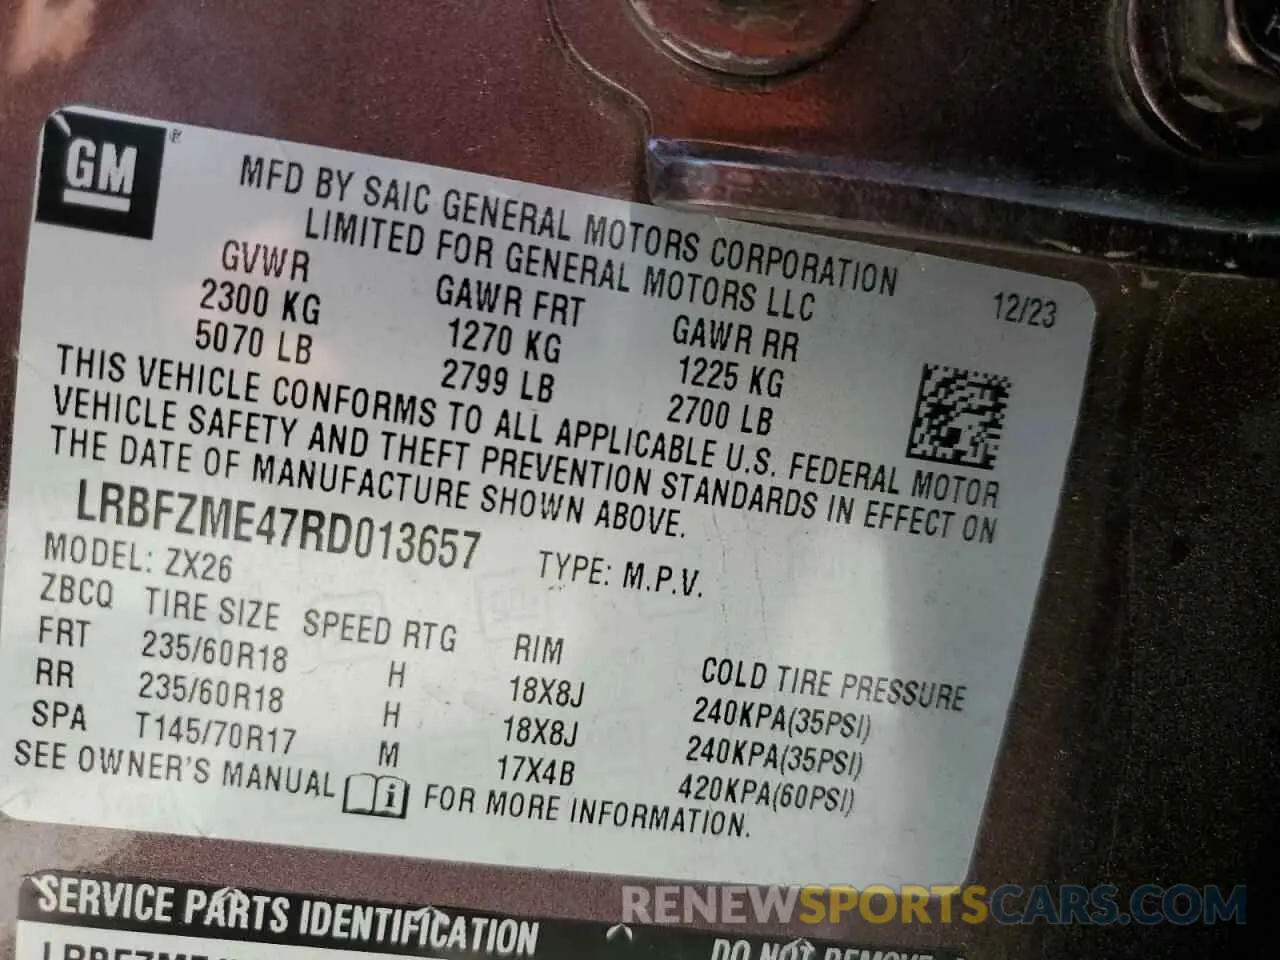 GM ®
MFD BY SAIC GENERAL MOTORS CORPORATION
LIMITED FOR GENERAL MOTORS LLC
12/23
GVWR GAWR FRT GAWR RR
2300 KG 1270 KG 1225 KG
5070 LB 2799 LB 2700 LB
THIS VEHICLE CONFORMS TO ALL APPLICABLE U.S. FEDERAL MOTOR
VEHICLE SAFETY AND THEFT PREVENTION STANDARDS IN EFFECT ON
THE DATE OF MANUFACTURE SHOWN ABOVE.
LRBFZME47RD013657 TYPE: M.P.V.
MODEL: ZX26
ZBCQ TIRE SIZE SPEED RTG RIM COLD TIRE PRESSURE
FRT 235/60R18 H 18X8J 240KPA(35PSI)
RR 235/60R18 H 18X8J 240KPA(35PSI)
SPA T145/70R17 M 17X4B 420KPA(60PSI)
SEE OWNER'S MANUAL i FOR MORE INFORMATION.
SERVICE PARTS IDENTIFICATION DO NOT REMOVE
RENEWSPORTSCARS.COM